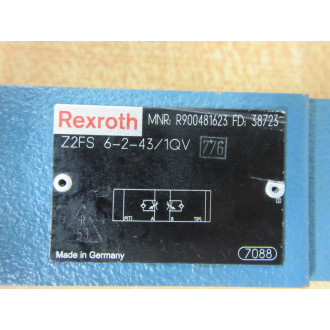 Rexroth MNR: R900481623 FD: 38723
Z2FS 6-2-43/1QV 776
A B
Made in Germany 7088